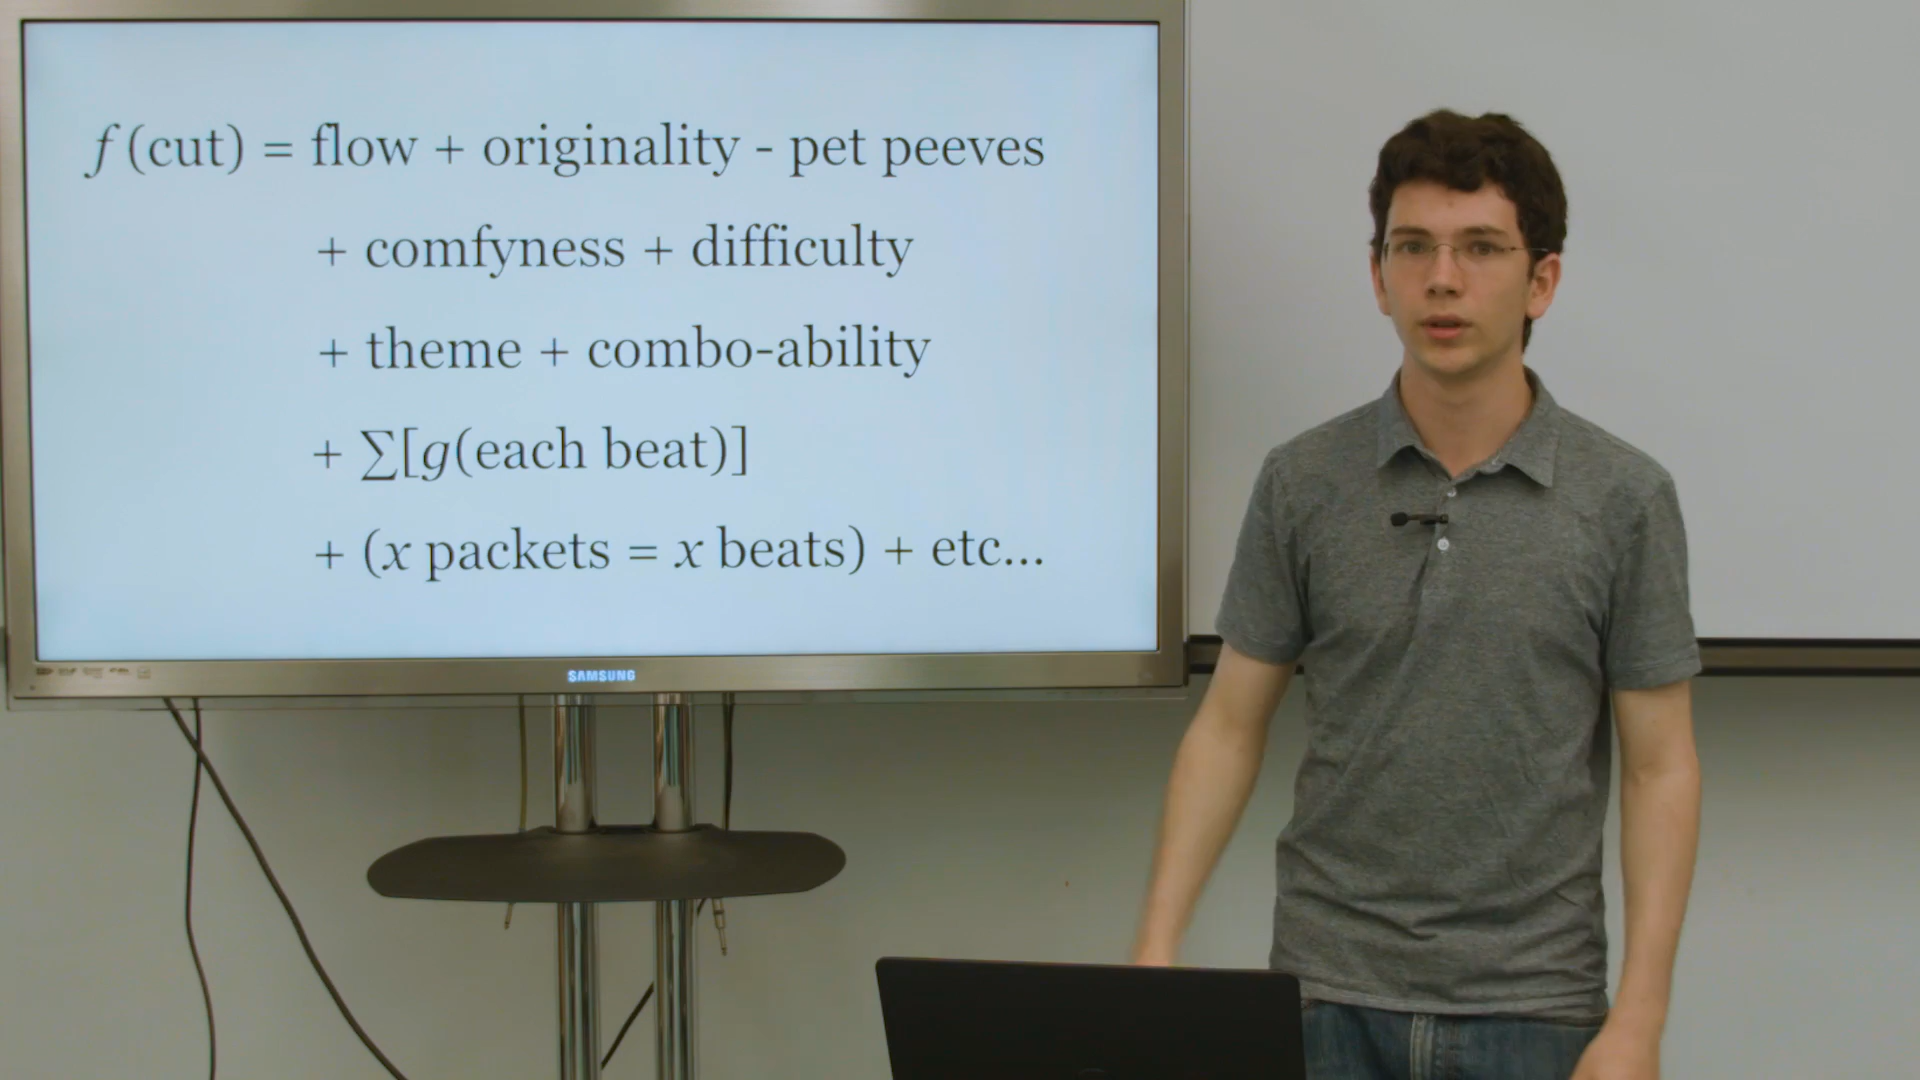 f(cut) = flow + originality - pet peeves
+ comfyness + difficulty
+ theme + combo-ability
+ ∑[g(each beat)]
+ (x packets = x beats) + etc...
SAMSUNG